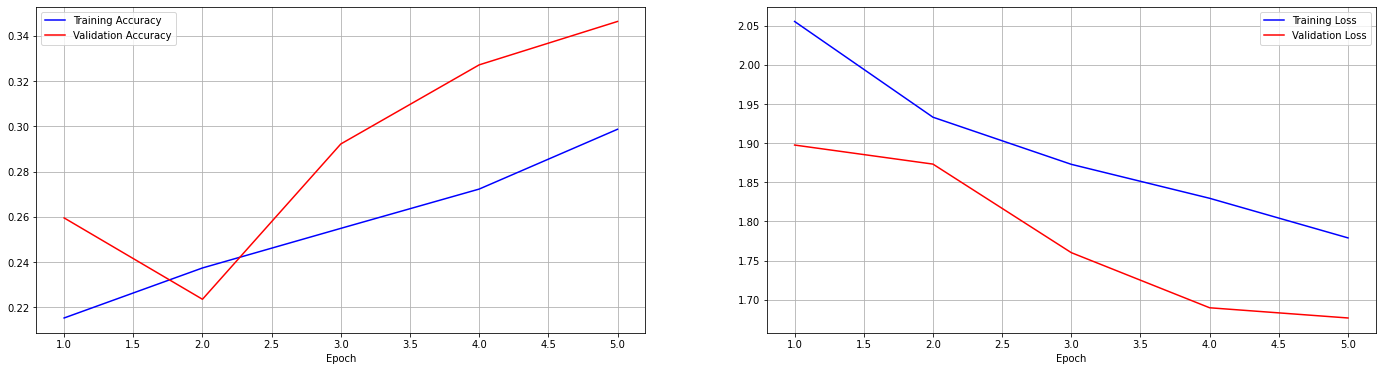 Training Accuracy
Validation Accuracy
0.34
0.32
0.30
0.28
0.26
0.24
0.22
1.0 1.5 2.0 2.5 3.0 3.5 4.0 4.5 5.0
Epoch
Training Loss
Validation Loss
2.05
2.00
1.95
1.90
1.85
1.80
1.75
1.70
1.0 1.5 2.0 2.5 3.0 3.5 4.0 4.5 5.0
Epoch